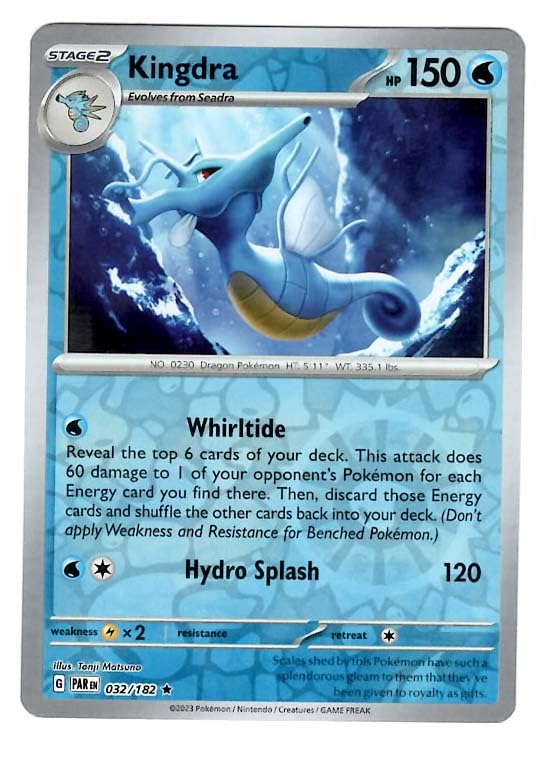 STAGE2 Kingdra HP 150
Evolves from Seadra
NO. 0230 Dragon Pokémon HT: 5'11" WT: 335.1 lbs.
Whirltide
Reveal the top 6 cards of your deck. This attack does
60 damage to 1 of your opponent's Pokémon for each
Energy card you find there. Then, discard those Energy
cards and shuffle the other cards back into your deck. (Don't
apply Weakness and Resistance for Benched Pokémon.)
Hydro Splash 120
weakness ×2 resistance retreat
illus. Tonji Matsuno
Scales shed by this Pokémon have such a
splendorous gleam to them that they've
been given to royalty as gifts.
G PAR EN 032/182 ★
©2023 Pokémon / Nintendo / Creatures / GAME FREAK